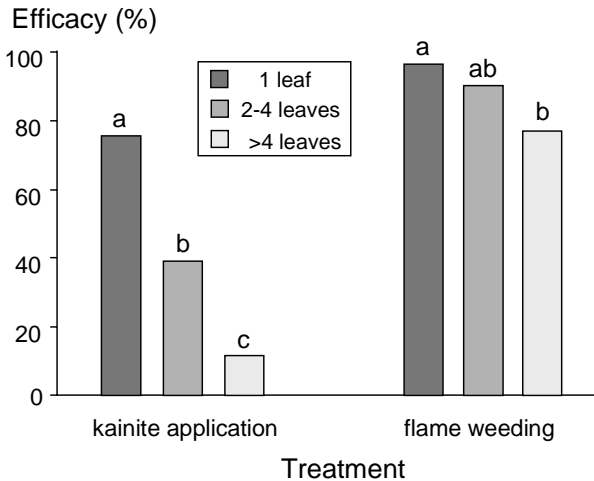 Efficacy (%)
100
80
60
40
20
0
1 leaf
2-4 leaves
>4 leaves
a
b
c
a
ab
b
kainite application
flame weeding
Treatment